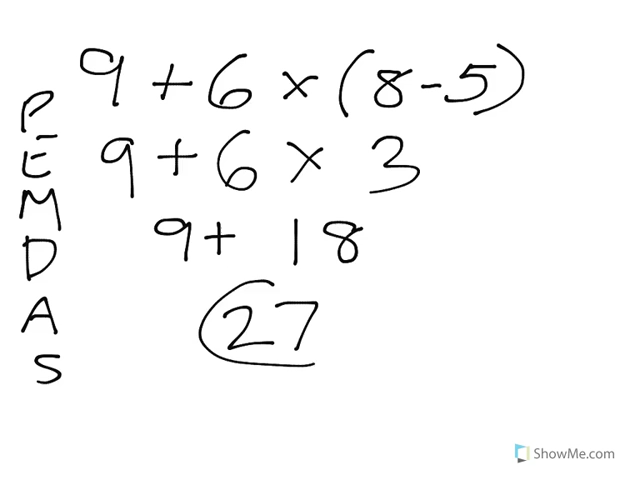 9 + 6 × (8 - 5)
9 + 6 × 3
9 + 18
27
P
E
M
D
A
S
ShowMe.com